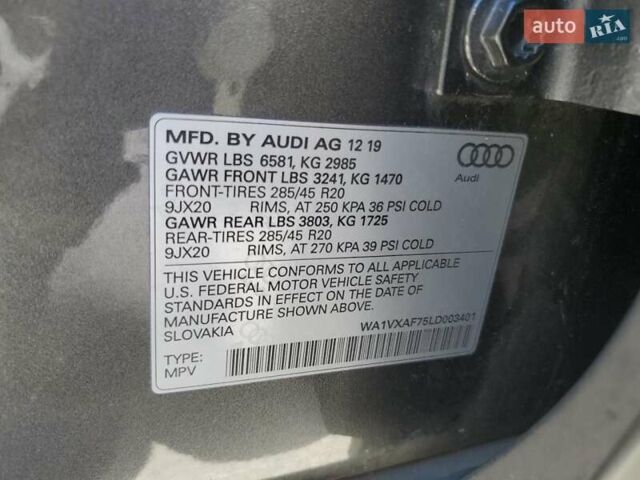 auto RIA.com
MFD. BY AUDI AG 12 19
GVWR LBS 6581, KG 2985
GAWR FRONT LBS 3241, KG 1470
FRONT-TIRES 285/45 R20
9JX20 RIMS, AT 250 KPA 36 PSI COLD
GAWR REAR LBS 3803, KG 1725
REAR-TIRES 285/45 R20
9JX20 RIMS, AT 270 KPA 39 PSI COLD
Audi
THIS VEHICLE CONFORMS TO ALL APPLICABLE
U.S. FEDERAL MOTOR VEHICLE SAFETY
STANDARDS IN EFFECT ON THE DATE OF
MANUFACTURE SHOWN ABOVE.
SLOVAKIA
WA1VXAF75LD003401
TYPE:
MPV